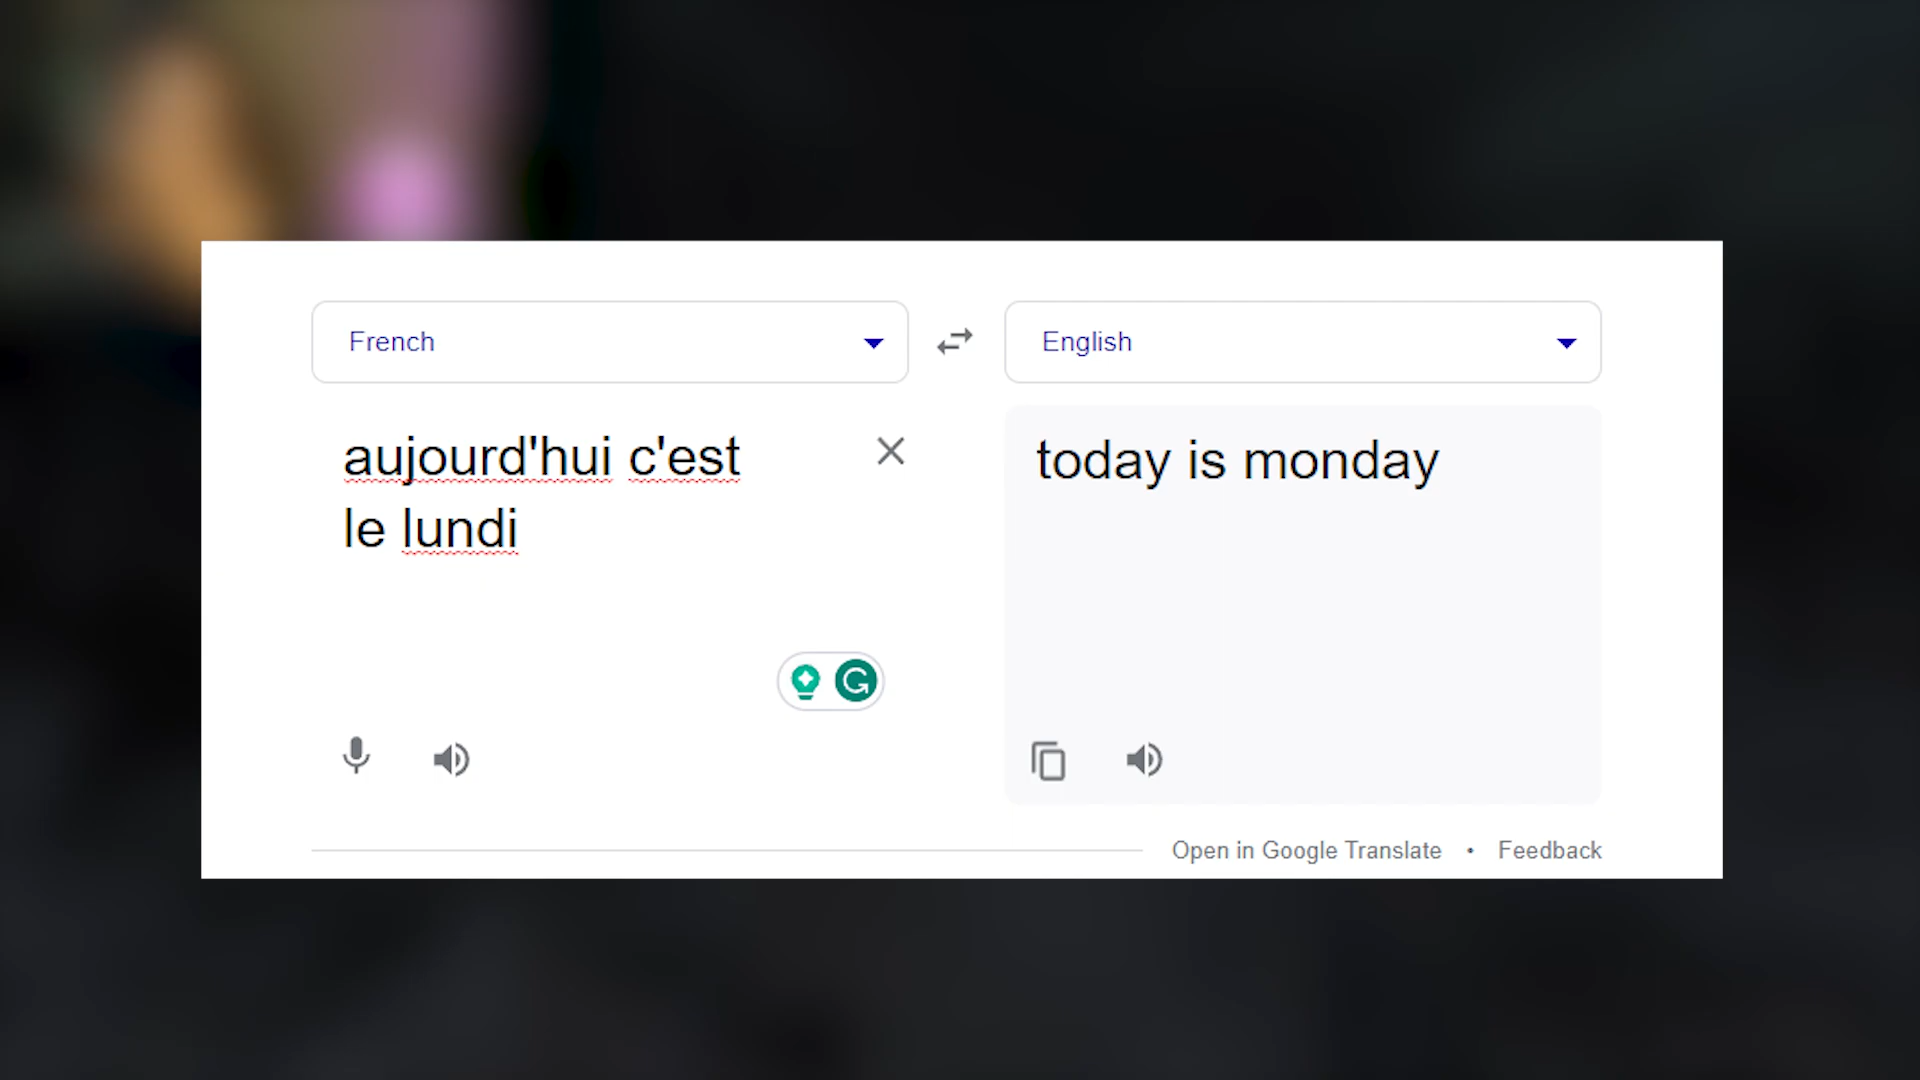 French
English
aujourd'hui c'est
le lundi
today is monday
Open in Google Translate • Feedback